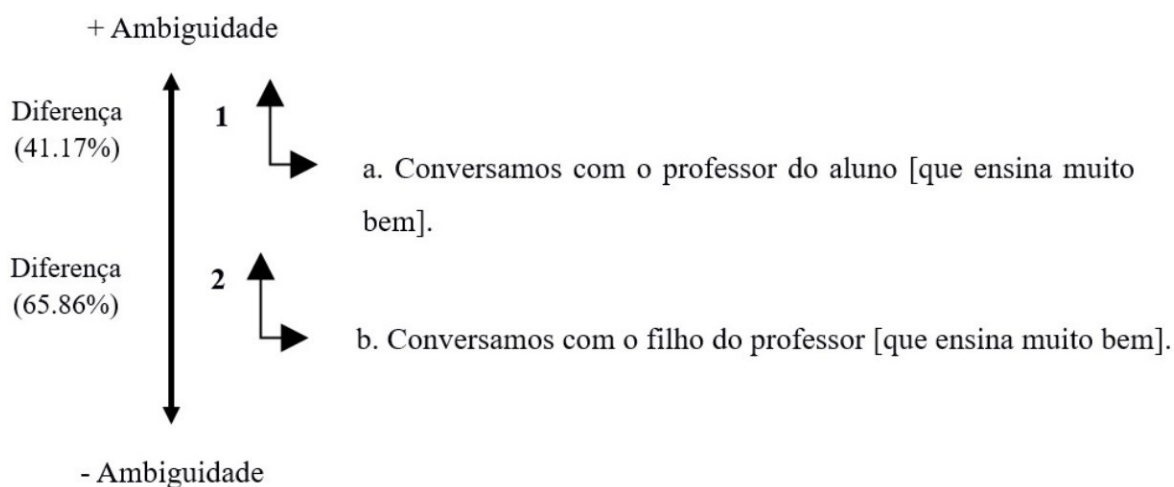 + Ambiguidade
Diferença
(41.17%)
1
a. Conversamos com o professor do aluno [que ensina muito
bem].
Diferença
(65.86%)
2
b. Conversamos com o filho do professor [que ensina muito bem].
- Ambiguidade